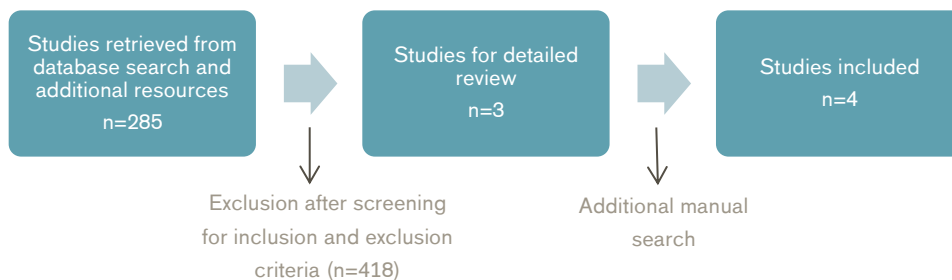 Studies retrieved from
database search and
additional resources
n=285
Studies for detailed
review
n=3
Studies included
n=4
Exclusion after screening
for inclusion and exclusion
criteria (n=418)
Additional manual
search